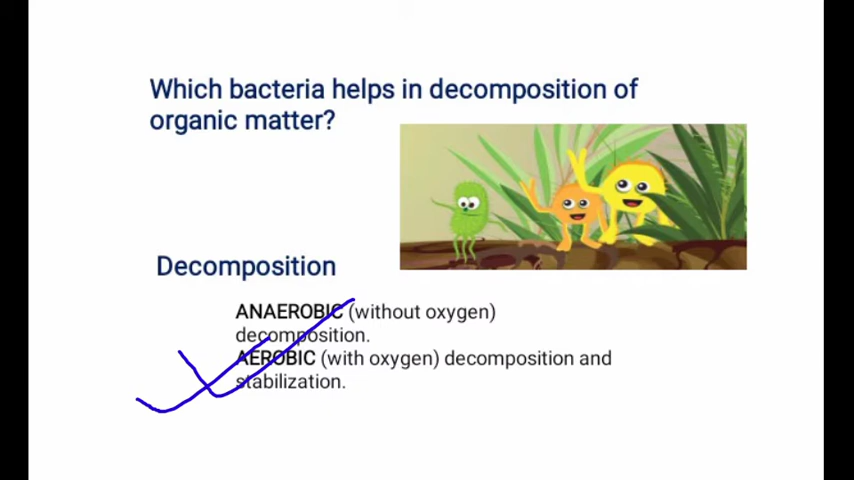 Which bacteria helps in decomposition of
organic matter?
Decomposition
ANAEROBIC (without oxygen)
decomposition.
AEROBIC (with oxygen) decomposition and
stabilization.